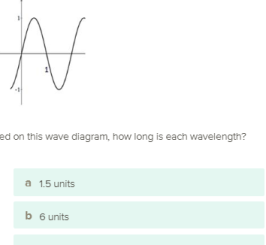 1
1
-1
ed on this wave diagram, how long is each wavelength?
a 1.5 units
b 6 units